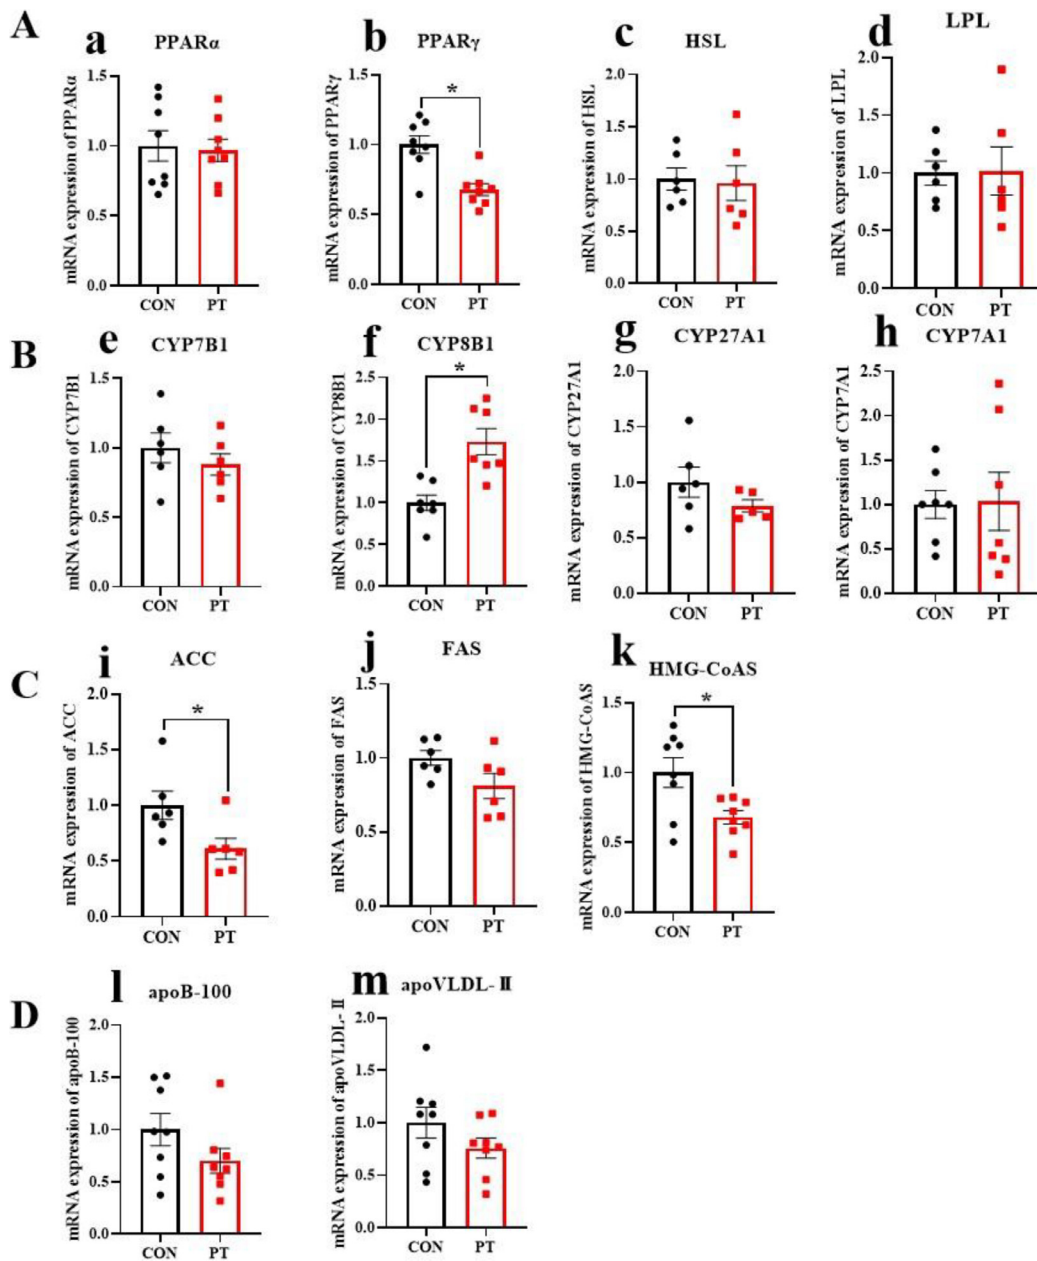 A
a
PPARα
mRNA expression of PPARα
1.5
1.0
0.5
0.0
CON
PT
b
PPARγ
mRNA expression of PPARγ
1.5
1.0
0.5
0.0
*
CON
PT
c
HSL
mRNA expression of HSL
2.0
1.5
1.0
0.5
0.0
CON
PT
d
LPL
mRNA expression of LPL
2.0
1.5
1.0
0.5
0.0
CON
PT
B
e
CYP7B1
mRNA expression of CYP7B1
1.5
1.0
0.5
0.0
CON
PT
f
CYP8B1
mRNA expression of CYP8B1
2.5
2.0
1.5
1.0
0.5
0.0
*
CON
PT
g
CYP27A1
mRNA expression of CYP27A1
2.0
1.5
1.0
0.5
0.0
CON
PT
h
CYP7A1
mRNA expression of CYP7A1
2.5
2.0
1.5
1.0
0.5
0.0
CON
PT
C
i
ACC
mRNA expression of ACC
2.0
1.5
1.0
0.5
0.0
*
CON
PT
j
FAS
mRNA expression of FAS
1.5
1.0
0.5
0.0
CON
PT
k
HMG-CoAS
mRNA expression of HMG-CoAS
1.5
1.0
0.5
0.0
*
CON
PT
D
l
apoB-100
mRNA expression of apoB-100
2.0
1.5
1.0
0.5
0.0
CON
PT
m
apoVLDL-Ⅱ
mRNA expression of apoVLDL-Ⅱ
2.0
1.5
1.0
0.5
0.0
CON
PT